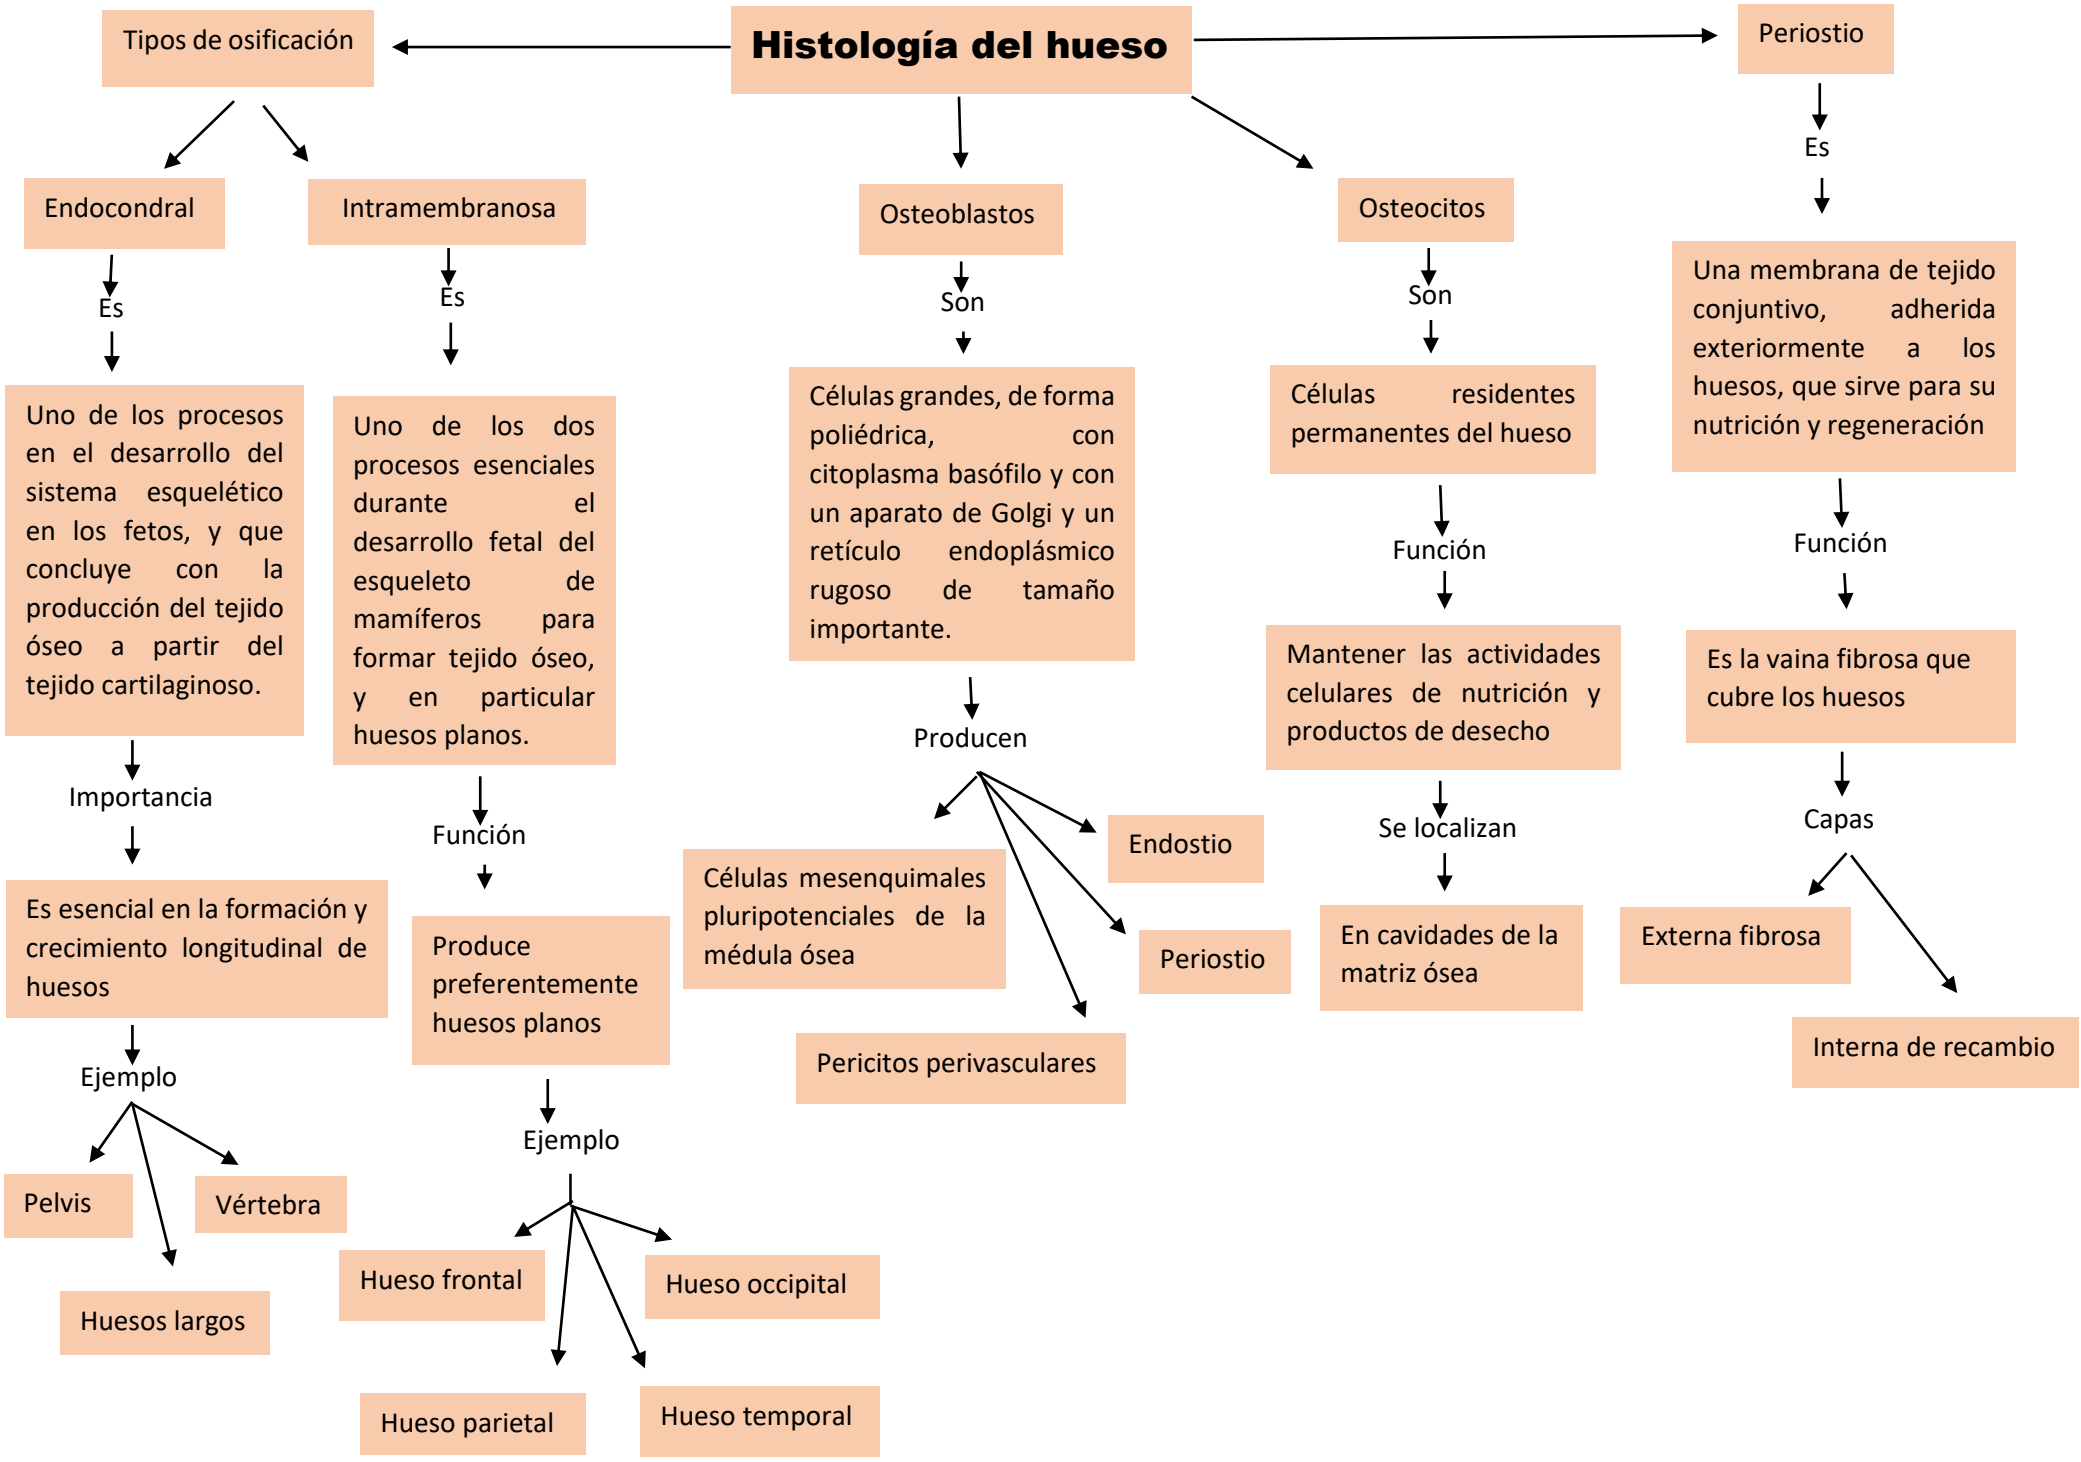 Histología del hueso
Tipos de osificación
Endocondral
Es
Uno de los procesos
en el desarrollo del
sistema esquelético
en los fetos, y que
concluye con la
producción del tejido
óseo a partir del
tejido cartilaginoso.
Importancia
Es esencial en la formación y
crecimiento longitudinal de
huesos
Ejemplo
Pelvis
Vértebra
Huesos largos
Intramembranosa
Es
Uno de los dos
procesos esenciales
durante el
desarrollo fetal del
esqueleto de
mamíferos para
formar tejido óseo,
y en particular
huesos planos.
Función
Produce
preferentemente
huesos planos
Ejemplo
Hueso frontal
Hueso occipital
Hueso parietal
Hueso temporal
Osteoblastos
Son
Células grandes, de forma
poliédrica, con
citoplasma basófilo y con
un aparato de Golgi y un
retículo endoplásmico
rugoso de tamaño
importante.
Producen
Células mesenquimales
pluripotenciales de la
médula ósea
Endostio
Periostio
Pericitos perivasculares
Osteocitos
Son
Células residentes
permanentes del hueso
Función
Mantener las actividades
celulares de nutrición y
productos de desecho
Se localizan
En cavidades de la
matriz ósea
Periostio
Es
Una membrana de tejido
conjuntivo, adherida
exteriormente a los
huesos, que sirve para su
nutrición y regeneración
Función
Es la vaina fibrosa que
cubre los huesos
Capas
Externa fibrosa
Interna de recambio